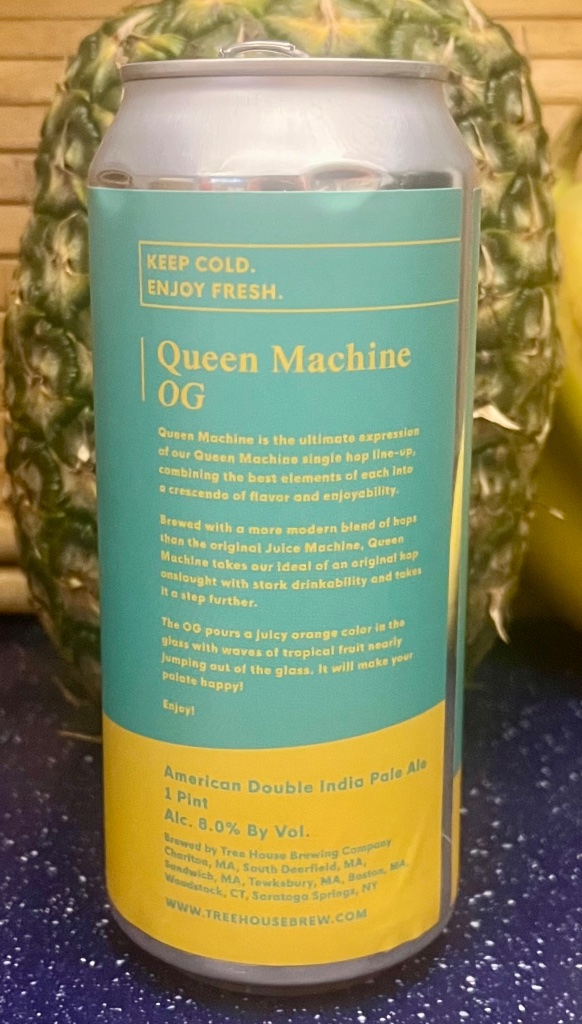 KEEP COLD.
ENJOY FRESH.
Queen Machine
OG
Queen Machine is the ultimate expression
of our Queen Machine single hop line-up,
combining the best elements of each into
a crescendo of flavor and enjoyability.
Brewed with a more modern blend of hops
than the original Juice Machine, Queen
Machine takes our ideal of an original hop
onslaught with stark drinkability and takes
it a step further.
The OG pours a juicy orange color in the
glass with waves of tropical fruit nearly
jumping out of the glass. It will make your
palate happy!
Enjoy!
American Double India Pale Ale
1 Pint
Alc. 8.0% By Vol.
Brewed by Tree House Brewing Company
Charlton, MA, South Deerfield, MA,
Sandwich, MA, Tewksbury, MA, Boston, MA,
Woodstock, CT, Saratoga Springs, NY
WWW.TREEHOUSEBREW.COM